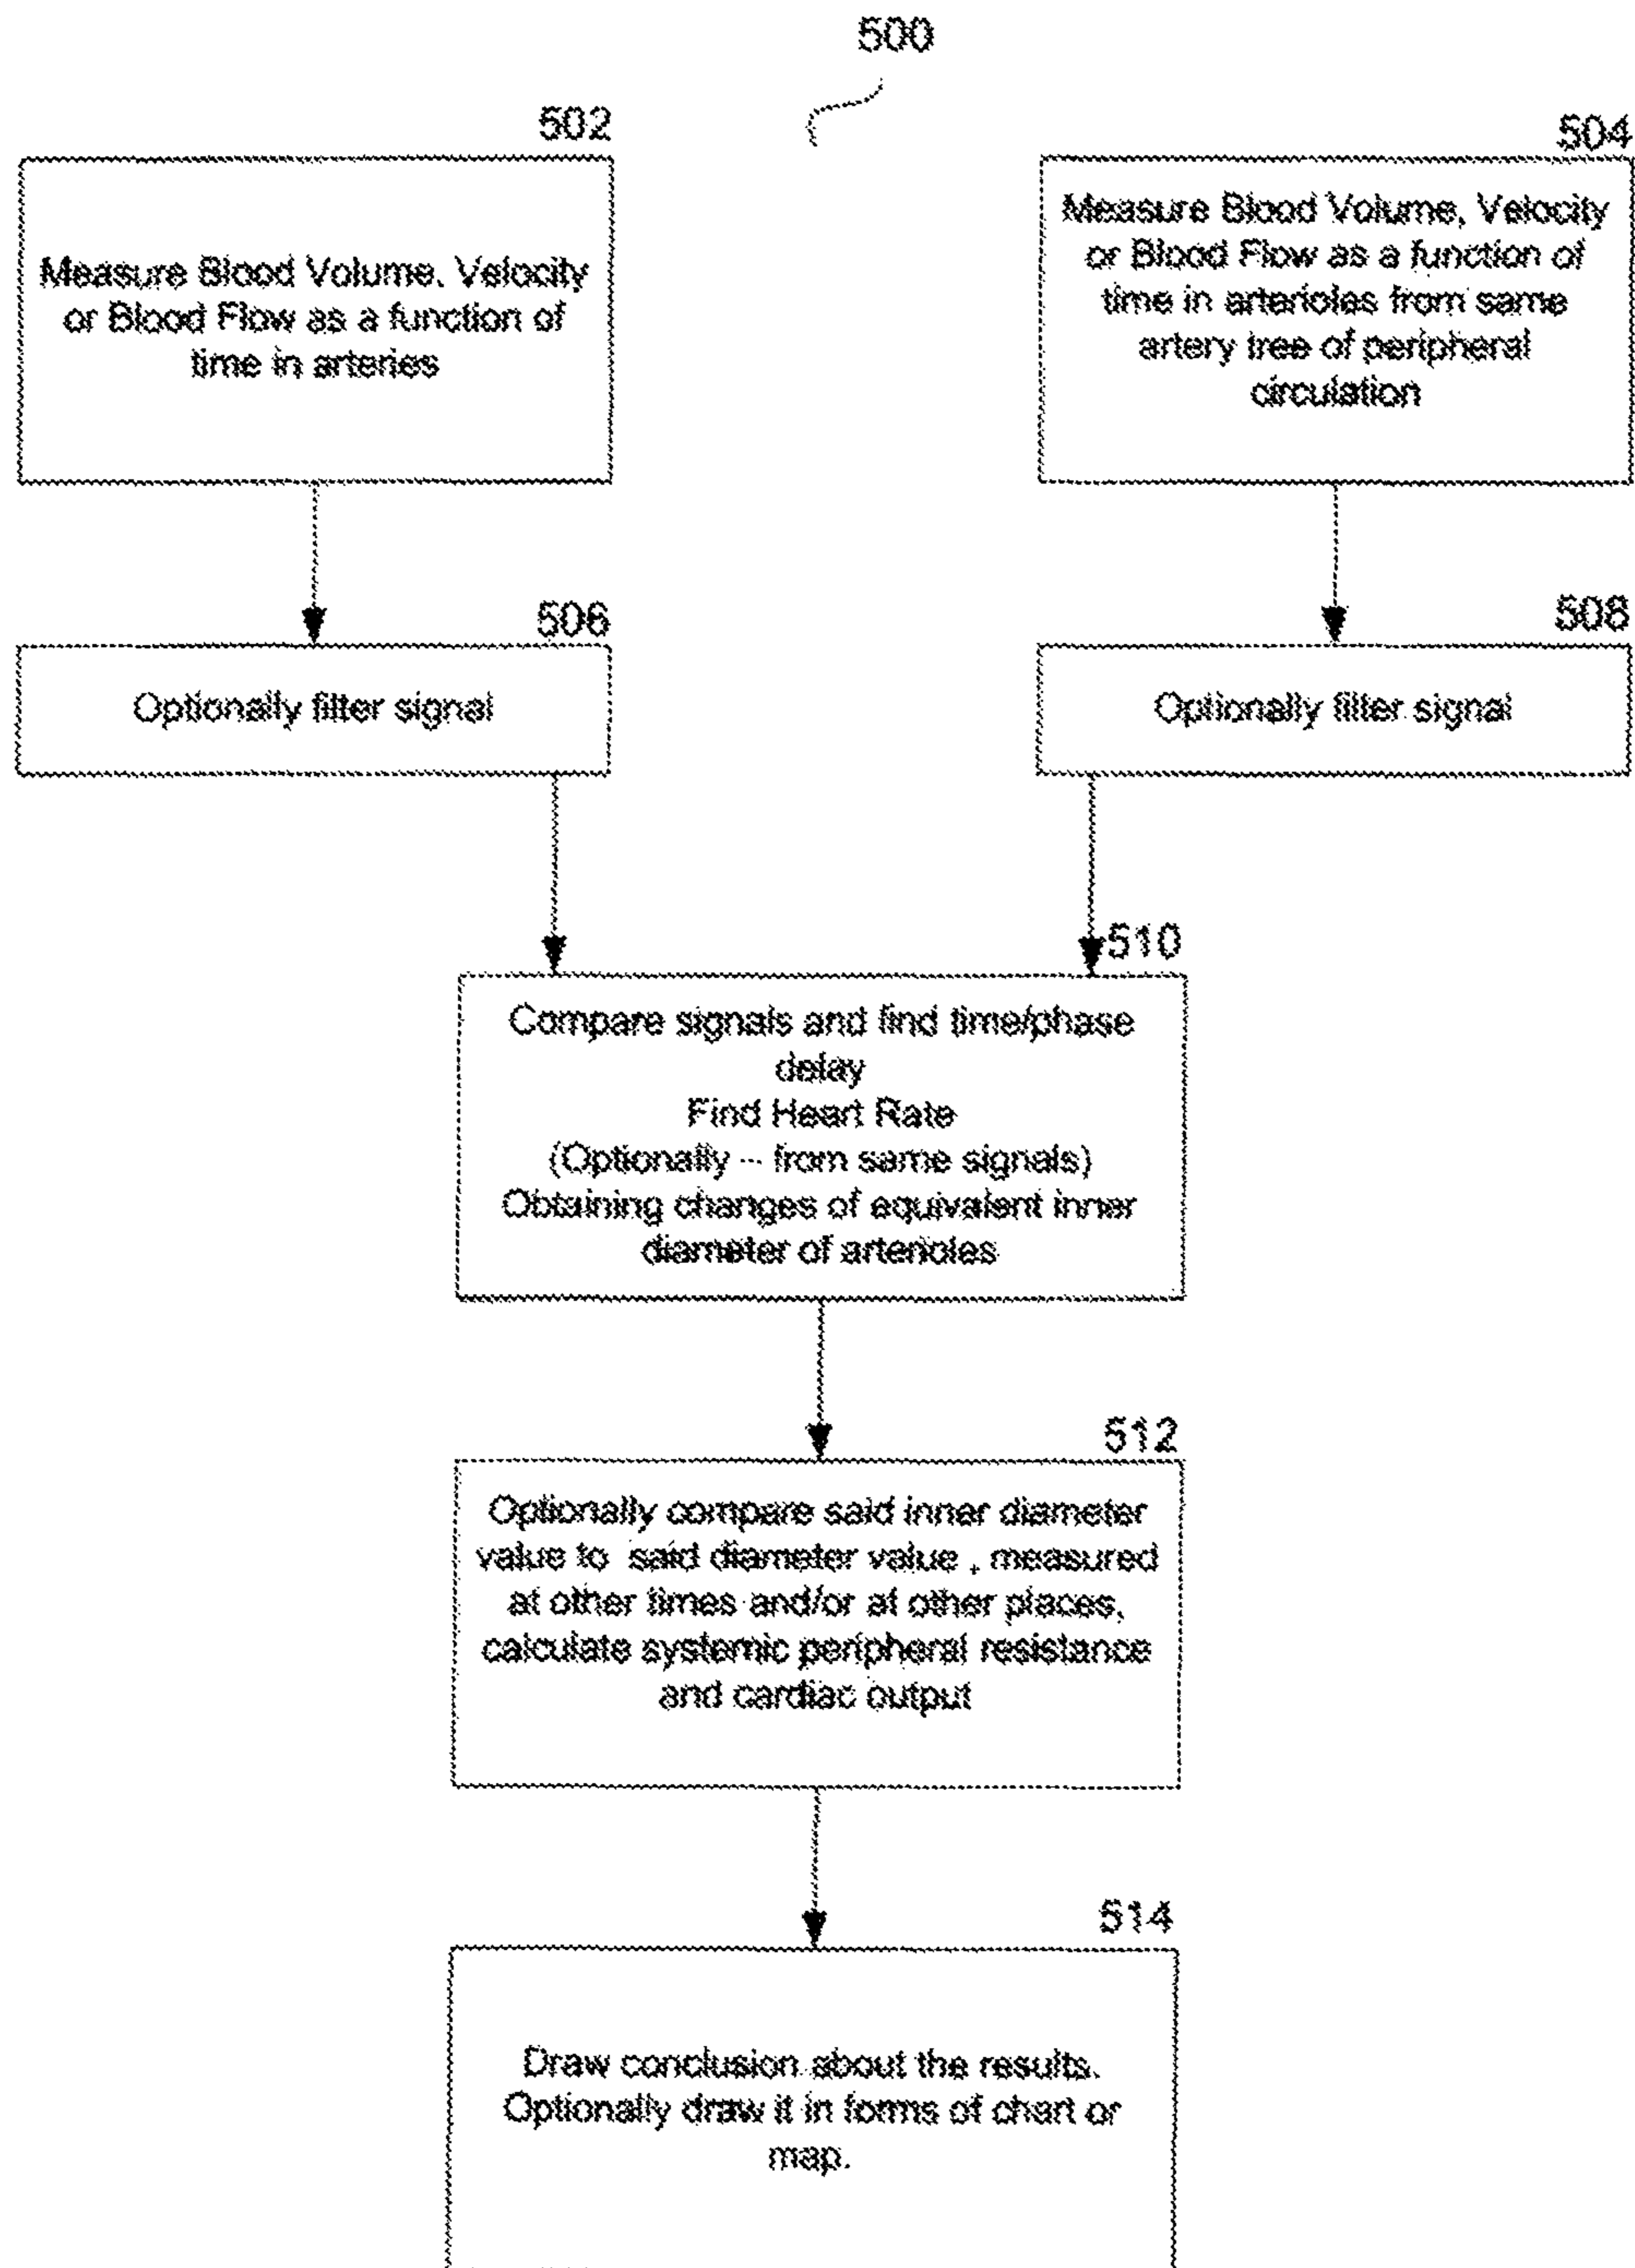 500
502
Measure Blood Volume. Velocity
or Blood Flow as a function of
time in arteries
504
Measure Blood Volume, Velocity
or Blood Flow as a function of
time in arterioles from same
artery tree of peripheral
circulation
506
Optionally filter signal
508
Optionally filter signal
510
Compare signals and find time/phase
delay
Find Heart Rate
(Optionally -- from same signals)
Obtaining changes of equivalent inner
diameter of arterioles
512
Optionally compare said inner diameter
value to said diameter value , measured
at other times and/or at other places,
calculate systemic peripheral resistance
and cardiac output
514
Draw conclusion about the results.
Optionally draw it in forms of chart or
map.